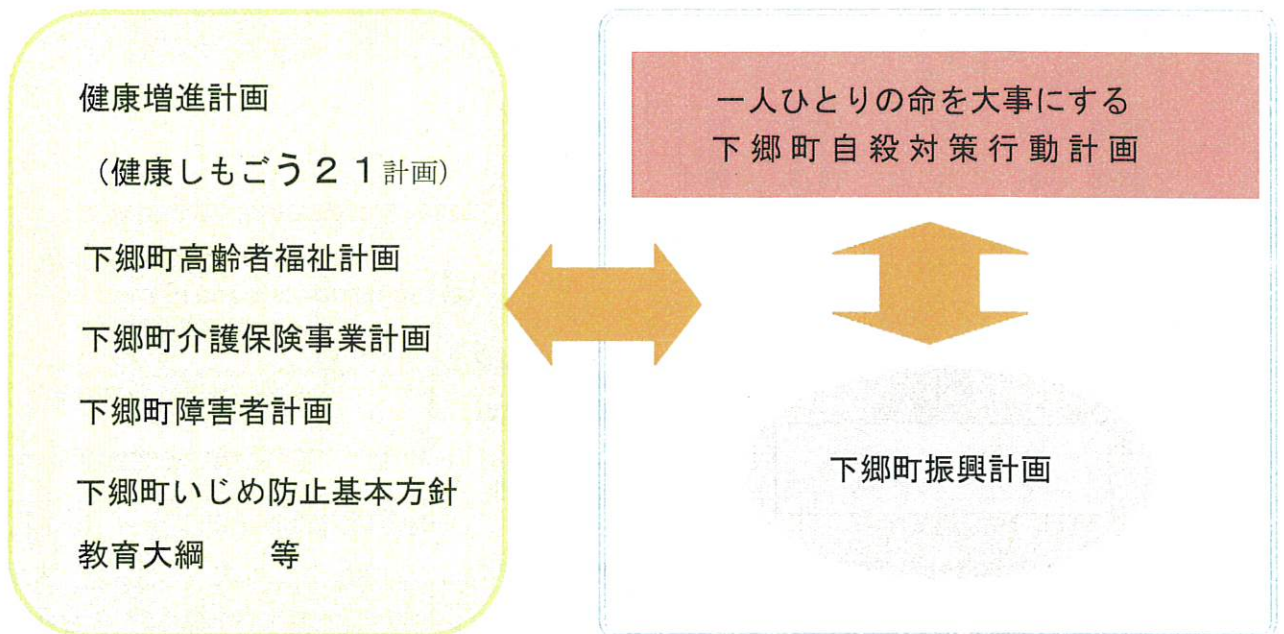 健康増進計画
（健康しもごう２１計画）
下郷町高齢者福祉計画
下郷町介護保険事業計画
下郷町障害者計画
下郷町いじめ防止基本方針
教育大綱　　等
一人ひとりの命を大事にする
下郷町自殺対策行動計画
下郷町振興計画